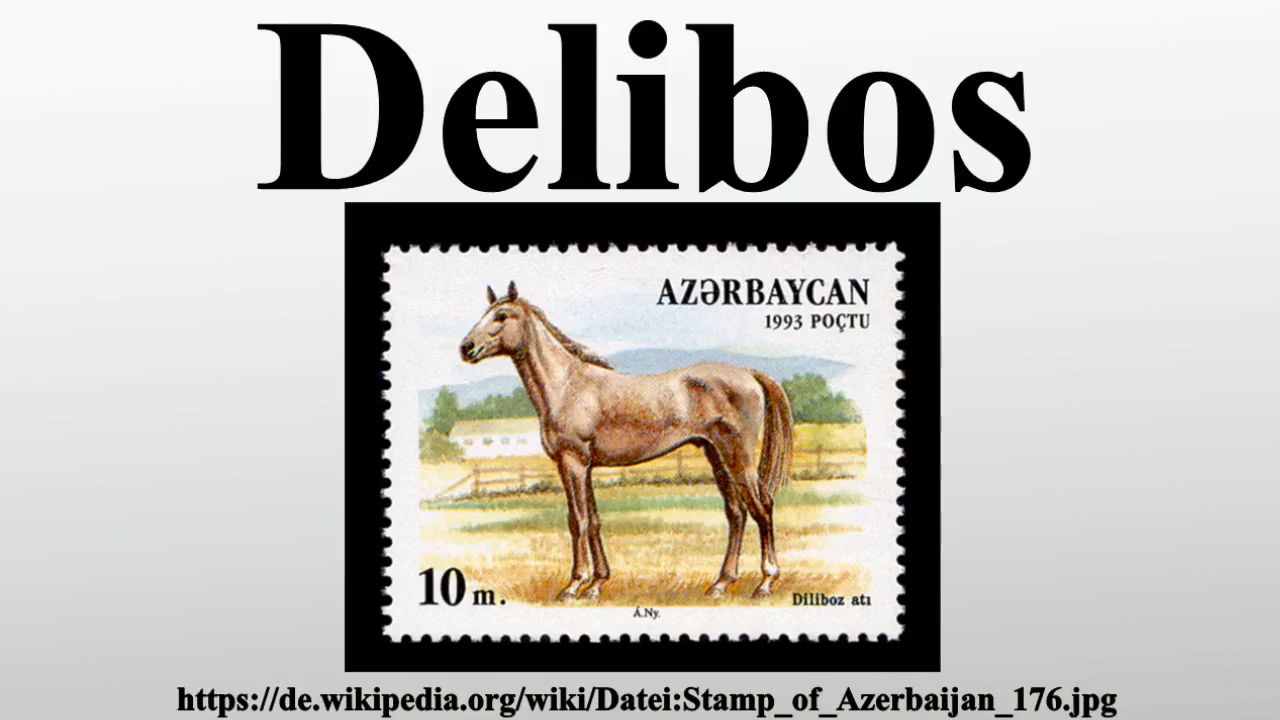 Delibos
AZƏRBAYCAN
1993 POÇTU
10 m.
Á.Ny.
Diliboz atı
https://de.wikipedia.org/wiki/Datei:Stamp_of_Azerbaijan_176.jpg